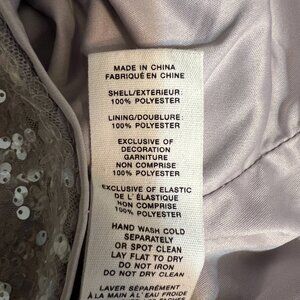 MADE IN CHINA
FABRIQUÉ EN CHINE
SHELL/EXTERIEUR:
100% POLYESTER
LINING/DOUBLURE:
100% POLYESTER
EXCLUSIVE OF
DECORATION
GARNITURE
NON COMPRISE
100% POLYESTER
EXCLUSIVE OF ELASTIC
DE L' ÉLASTIQUE
NON COMPRISE
100% POLYESTER
HAND WASH COLD
SEPARATELY
OR SPOT CLEAN
LAY FLAT TO DRY
DO NOT IRON
DO NOT DRY CLEAN
LAVER SÉPARÉMENT
À LA MAIN À L'EAU FROIDE